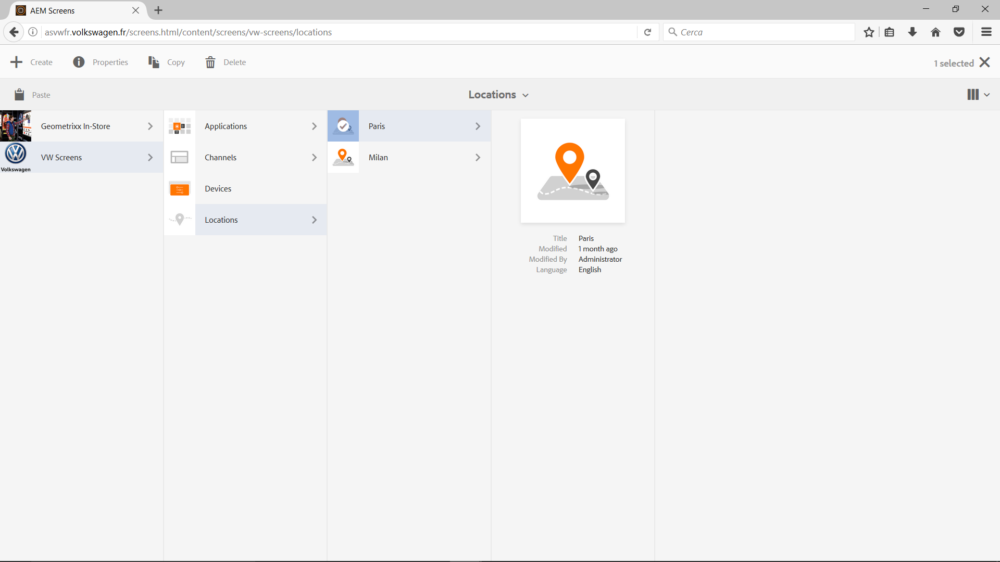 AEM Screens
asvwfr.volkswagen.fr/screens.html/content/screens/vw-screens/locations
Cerca
Create
Properties
Copy
Delete
1 selected
Paste
Locations
Geometrixx In-Store
VW Screens
Volkswagen
Applications
Channels
Devices
Locations
Paris
Milan
Title Paris
Modified 1 month ago
Modified By Administrator
Language English